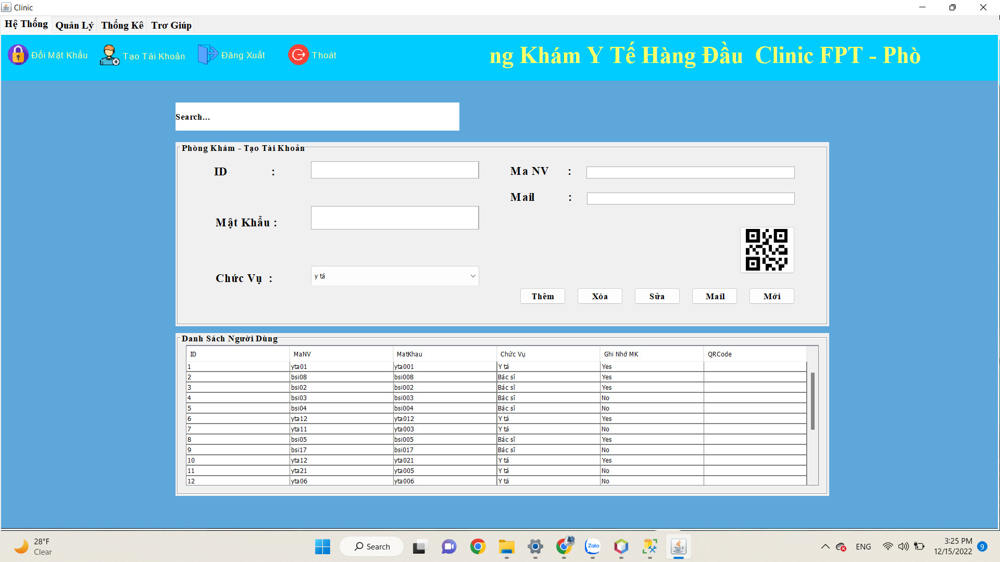 Clinic
Hệ Thống Quản Lý Thống Kê Trơ Giúp
Đổi Mật Khẩu Tạo Tài Khoản Đăng Xuất Thoát ng Khám Y Tế Hàng Đầu Clinic FPT - Phò
Search...
Phòng Khám - Tạo Tài Khoản
ID :
Ma NV :
Mail :
Mật Khẩu :
Chức Vụ : y tá
Thêm Xóa Sửa Mail Mới
Danh Sách Người Dùng
ID MaNV MatKhau Chức Vụ Ghi Nhớ MK QRCode
1 yta01 yta001 Y tá Yes
2 bsi08 bsi008 Bác sĩ Yes
3 bsi02 bsi002 Bác sĩ Yes
4 bsi03 bsi003 Bác sĩ No
5 bsi04 bsi004 Bác sĩ No
6 yta12 yta012 Y tá Yes
7 yta11 yta003 Y tá No
8 bsi05 bsi005 Bác sĩ Yes
9 bsi17 bsi017 Bác sĩ No
10 yta12 yta021 Y tá Yes
11 yta21 yta005 Y tá No
12 yta06 yta006 Y tá No
28°F
Clear
Search
Zalo
ENG
3:25 PM
12/15/2022
9